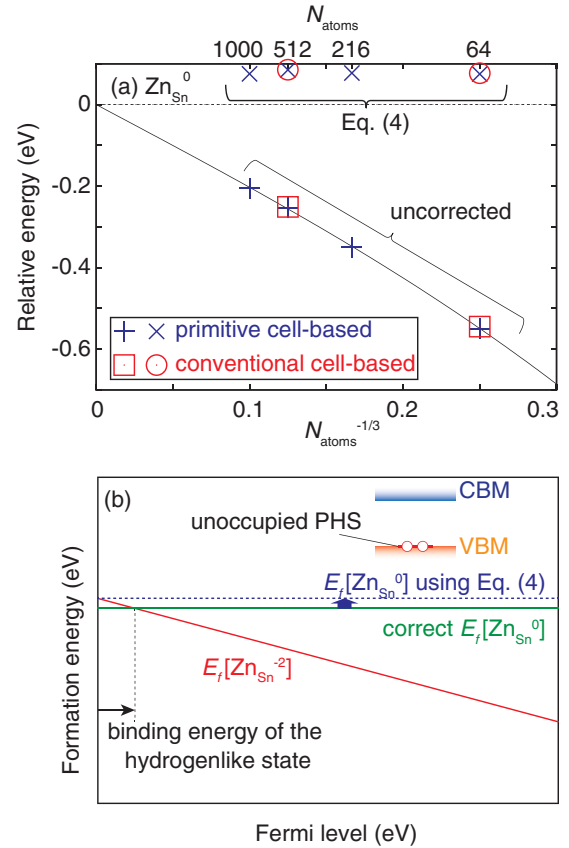 N_atoms
1000 512 216 64
(a) Zn_Sn^0
Eq. (4)
uncorrected
primitive cell-based
conventional cell-based
Relative energy (eV)
0
-0.2
-0.4
-0.6
0 0.1 0.2 0.3
N_atoms^-1/3
(b)
CBM
unoccupied PHS
VBM
E_f[Zn_Sn^0] using Eq. (4)
correct E_f[Zn_Sn^0]
E_f[Zn_Sn^-2]
binding energy of the
hydrogenlike state
Formation energy (eV)
Fermi level (eV)